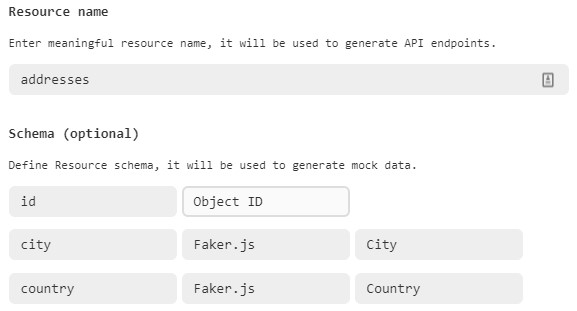 Resource name
Enter meaningful resource name, it will be used to generate API endpoints.
addresses
Schema (optional)
Define Resource schema, it will be used to generate mock data.
id Object ID
city Faker.js City
country Faker.js Country